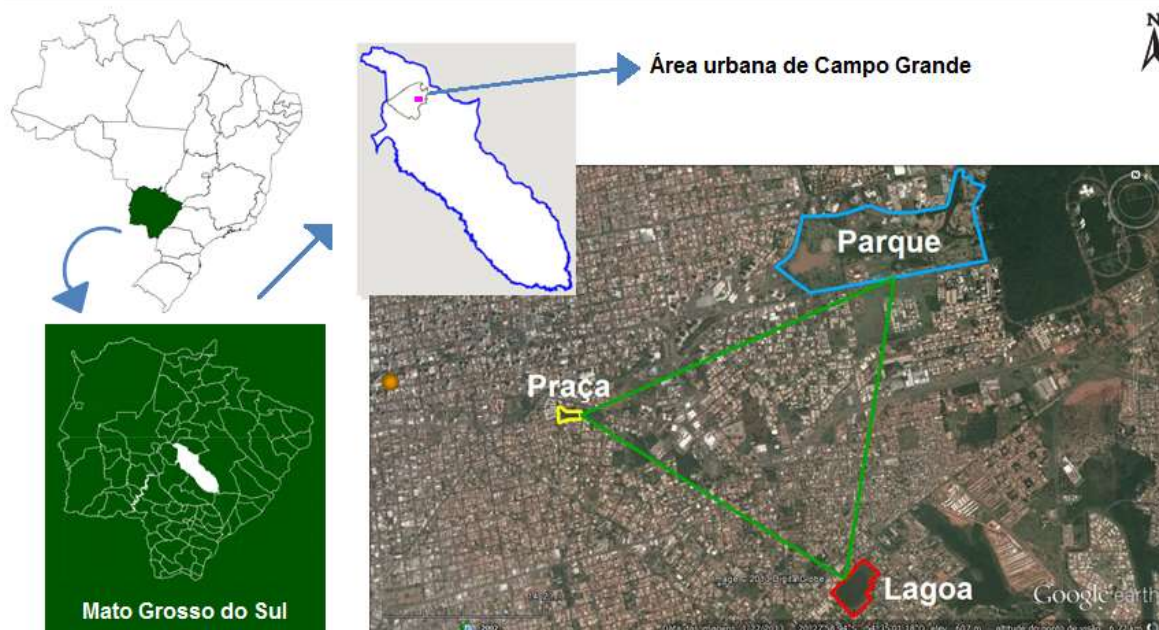 N
Área urbana de Campo Grande
Parque
Praça
Lagoa
Google earth
Mato Grosso do Sul